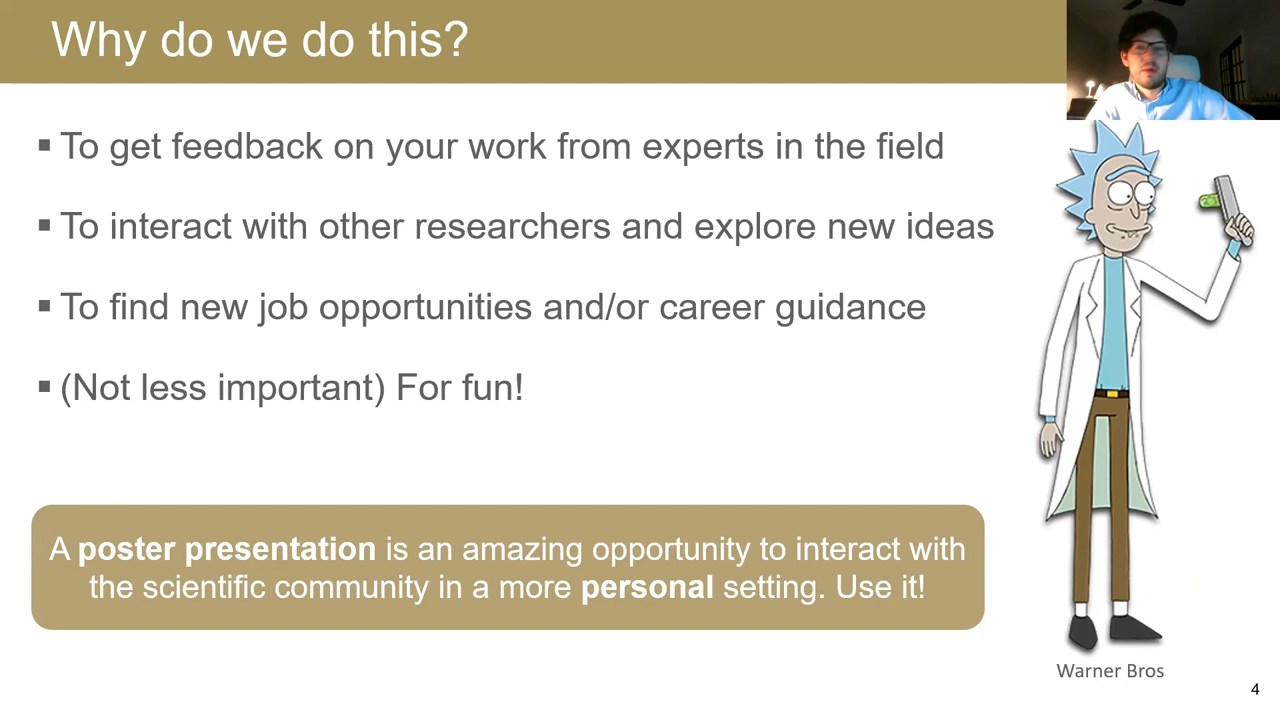 Why do we do this?
▪ To get feedback on your work from experts in the field
▪ To interact with other researchers and explore new ideas
▪ To find new job opportunities and/or career guidance
▪ (Not less important) For fun!
A poster presentation is an amazing opportunity to interact with
the scientific community in a more personal setting. Use it!
Warner Bros
4